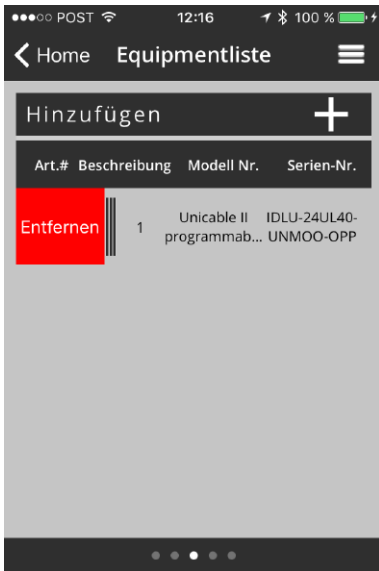 POST 12:16 100 %
Home Equipmentliste
Hinzufügen
Art.# Beschreibung Modell Nr. Serien-Nr.
Entfernen 1 Unicable II programmab... IDLU-24UL40-UNMOO-OPP